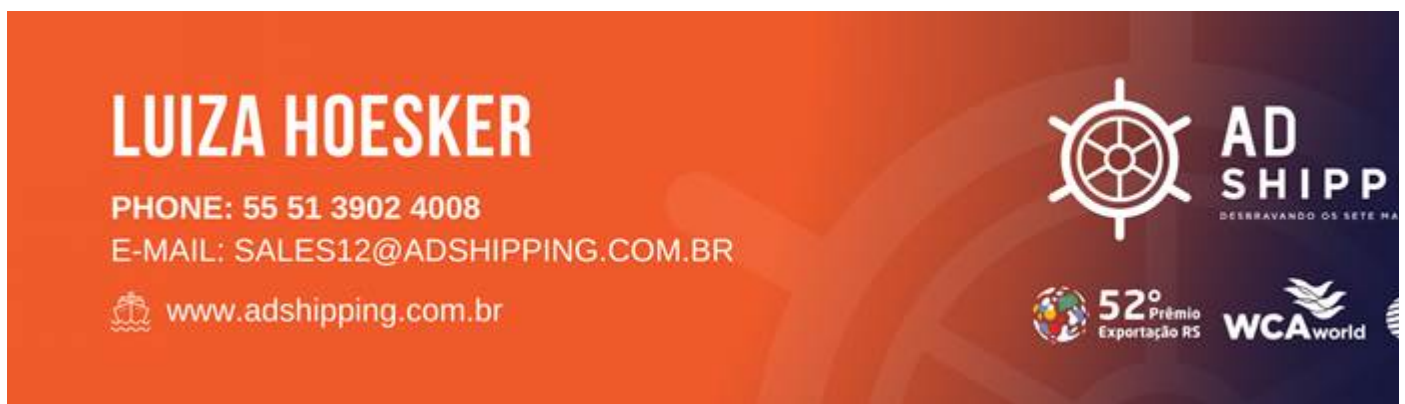 LUIZA HOESKER
PHONE: 55 51 3902 4008
E-MAIL: SALES12@ADSHIPPING.COM.BR
www.adshipping.com.br
AD
SHIPP
DESBRAVANDO OS SETE MA
52º Prêmio
Exportação RS
WCAworld